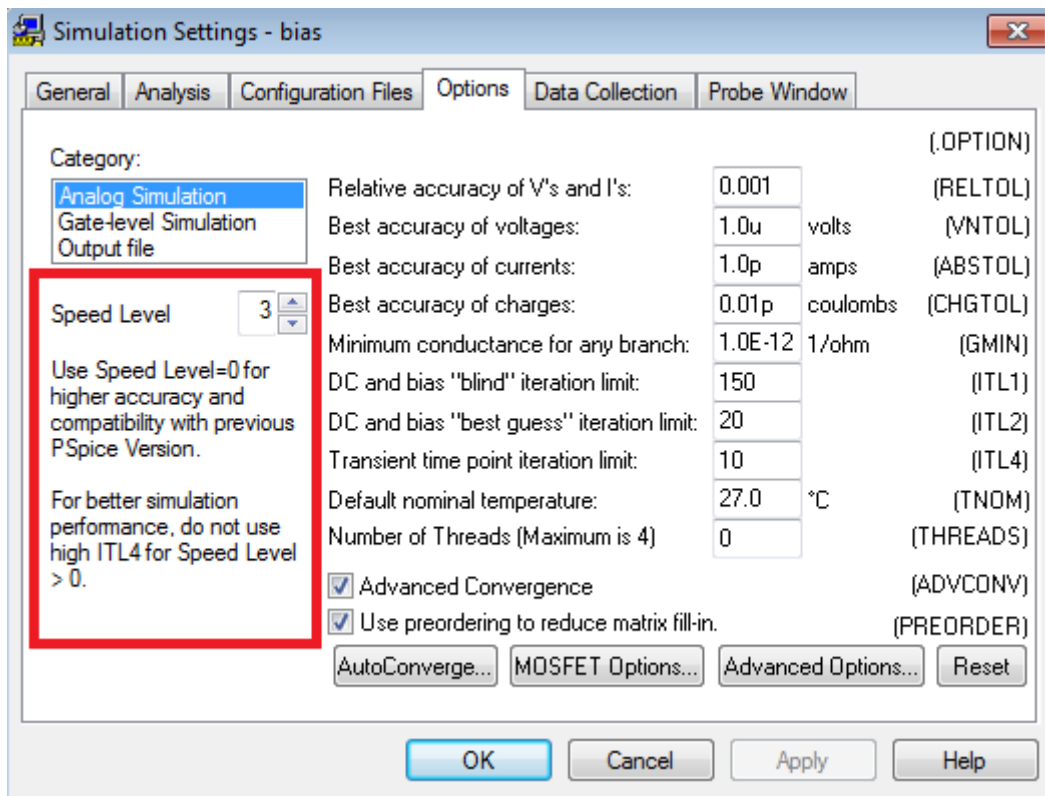 Simulation Settings - bias
General Analysis Configuration Files Options Data Collection Probe Window
(.OPTION)
Category:
Analog Simulation
Gate-level Simulation
Output file
Speed Level 3
Use Speed Level=0 for
higher accuracy and
compatibility with previous
PSpice Version.
For better simulation
performance, do not use
high ITL4 for Speed Level
> 0.
Relative accuracy of V's and I's: 0.001 (RELTOL)
Best accuracy of voltages: 1.0u volts (VNTOL)
Best accuracy of currents: 1.0p amps (ABSTOL)
Best accuracy of charges: 0.01p coulombs (CHGTOL)
Minimum conductance for any branch: 1.0E-12 1/ohm (GMIN)
DC and bias "blind" iteration limit: 150 (ITL1)
DC and bias "best guess" iteration limit: 20 (ITL2)
Transient time point iteration limit: 10 (ITL4)
Default nominal temperature: 27.0 °C (TNOM)
Number of Threads (Maximum is 4) 0 (THREADS)
Advanced Convergence (ADVCONV)
Use preordering to reduce matrix fill-in. (PREORDER)
AutoConverge... MOSFET Options... Advanced Options... Reset
OK Cancel Apply Help